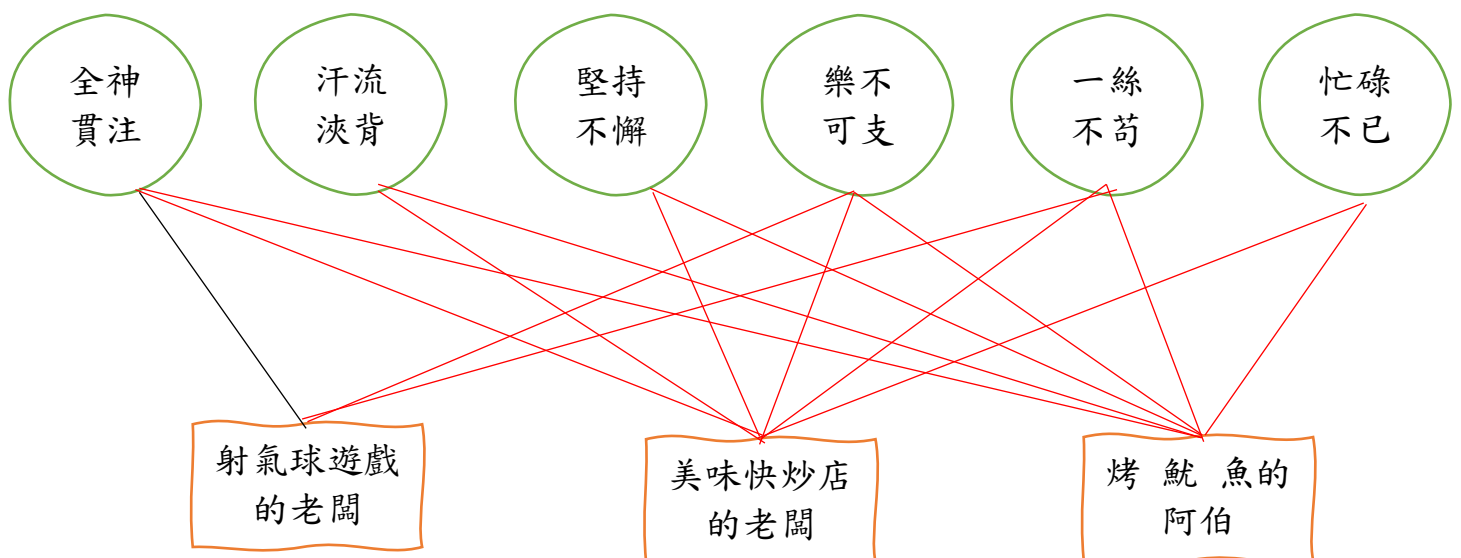 全神
貫注
汗流
浹背
堅持
不懈
樂不
可支
一絲
不苟
忙碌
不已
射氣球遊戲
的老闆
美味快炒店
的老闆
烤 魷 魚的
阿伯